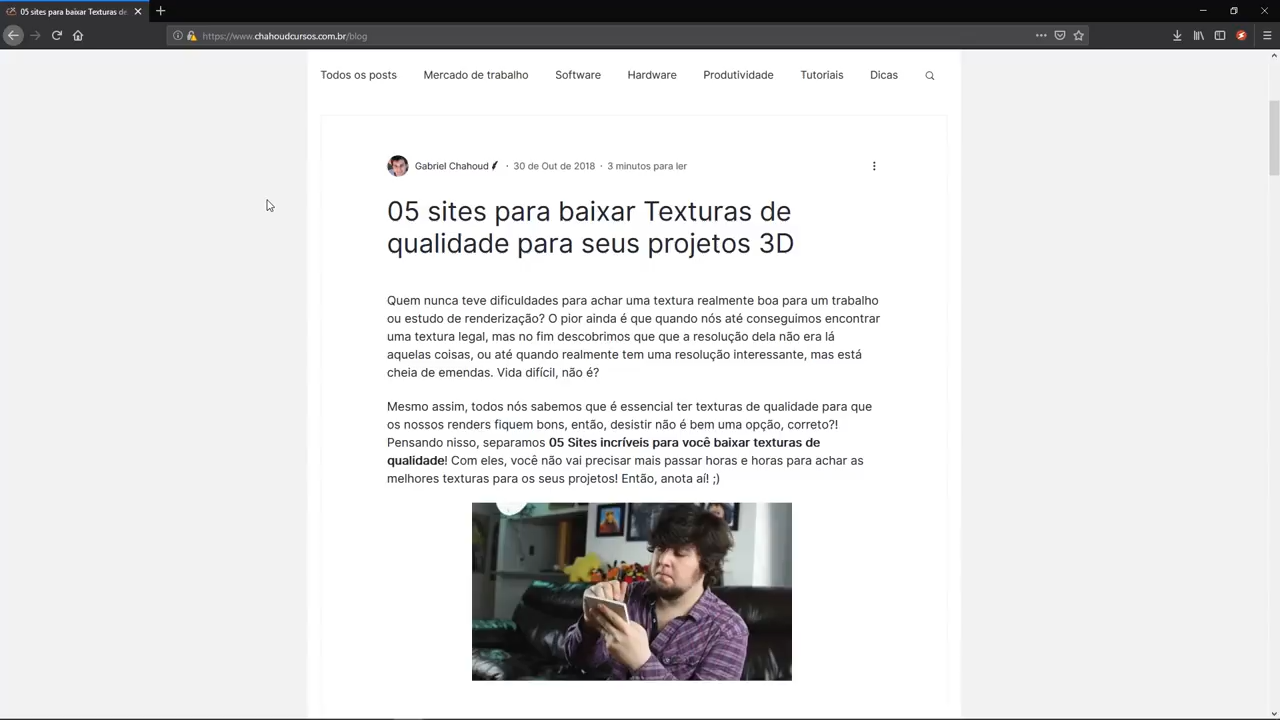 05 sites para baixar Texturas de
https://www.chahoudcursos.com.br/blog
Todos os posts Mercado de trabalho Software Hardware Produtividade Tutoriais Dicas
Gabriel Chahoud · 30 de Out de 2018 · 3 minutos para ler
05 sites para baixar Texturas de
qualidade para seus projetos 3D
Quem nunca teve dificuldades para achar uma textura realmente boa para um trabalho
ou estudo de renderização? O pior ainda é que quando nós até conseguimos encontrar
uma textura legal, mas no fim descobrimos que que a resolução dela não era lá
aquelas coisas, ou até quando realmente tem uma resolução interessante, mas está
cheia de emendas. Vida difícil, não é?
Mesmo assim, todos nós sabemos que é essencial ter texturas de qualidade para que
os nossos renders fiquem bons, então, desistir não é bem uma opção, correto?!
Pensando nisso, separamos 05 Sites incríveis para você baixar texturas de
qualidade! Com eles, você não vai precisar mais passar horas e horas para achar as
melhores texturas para os seus projetos! Então, anota aí! ;)